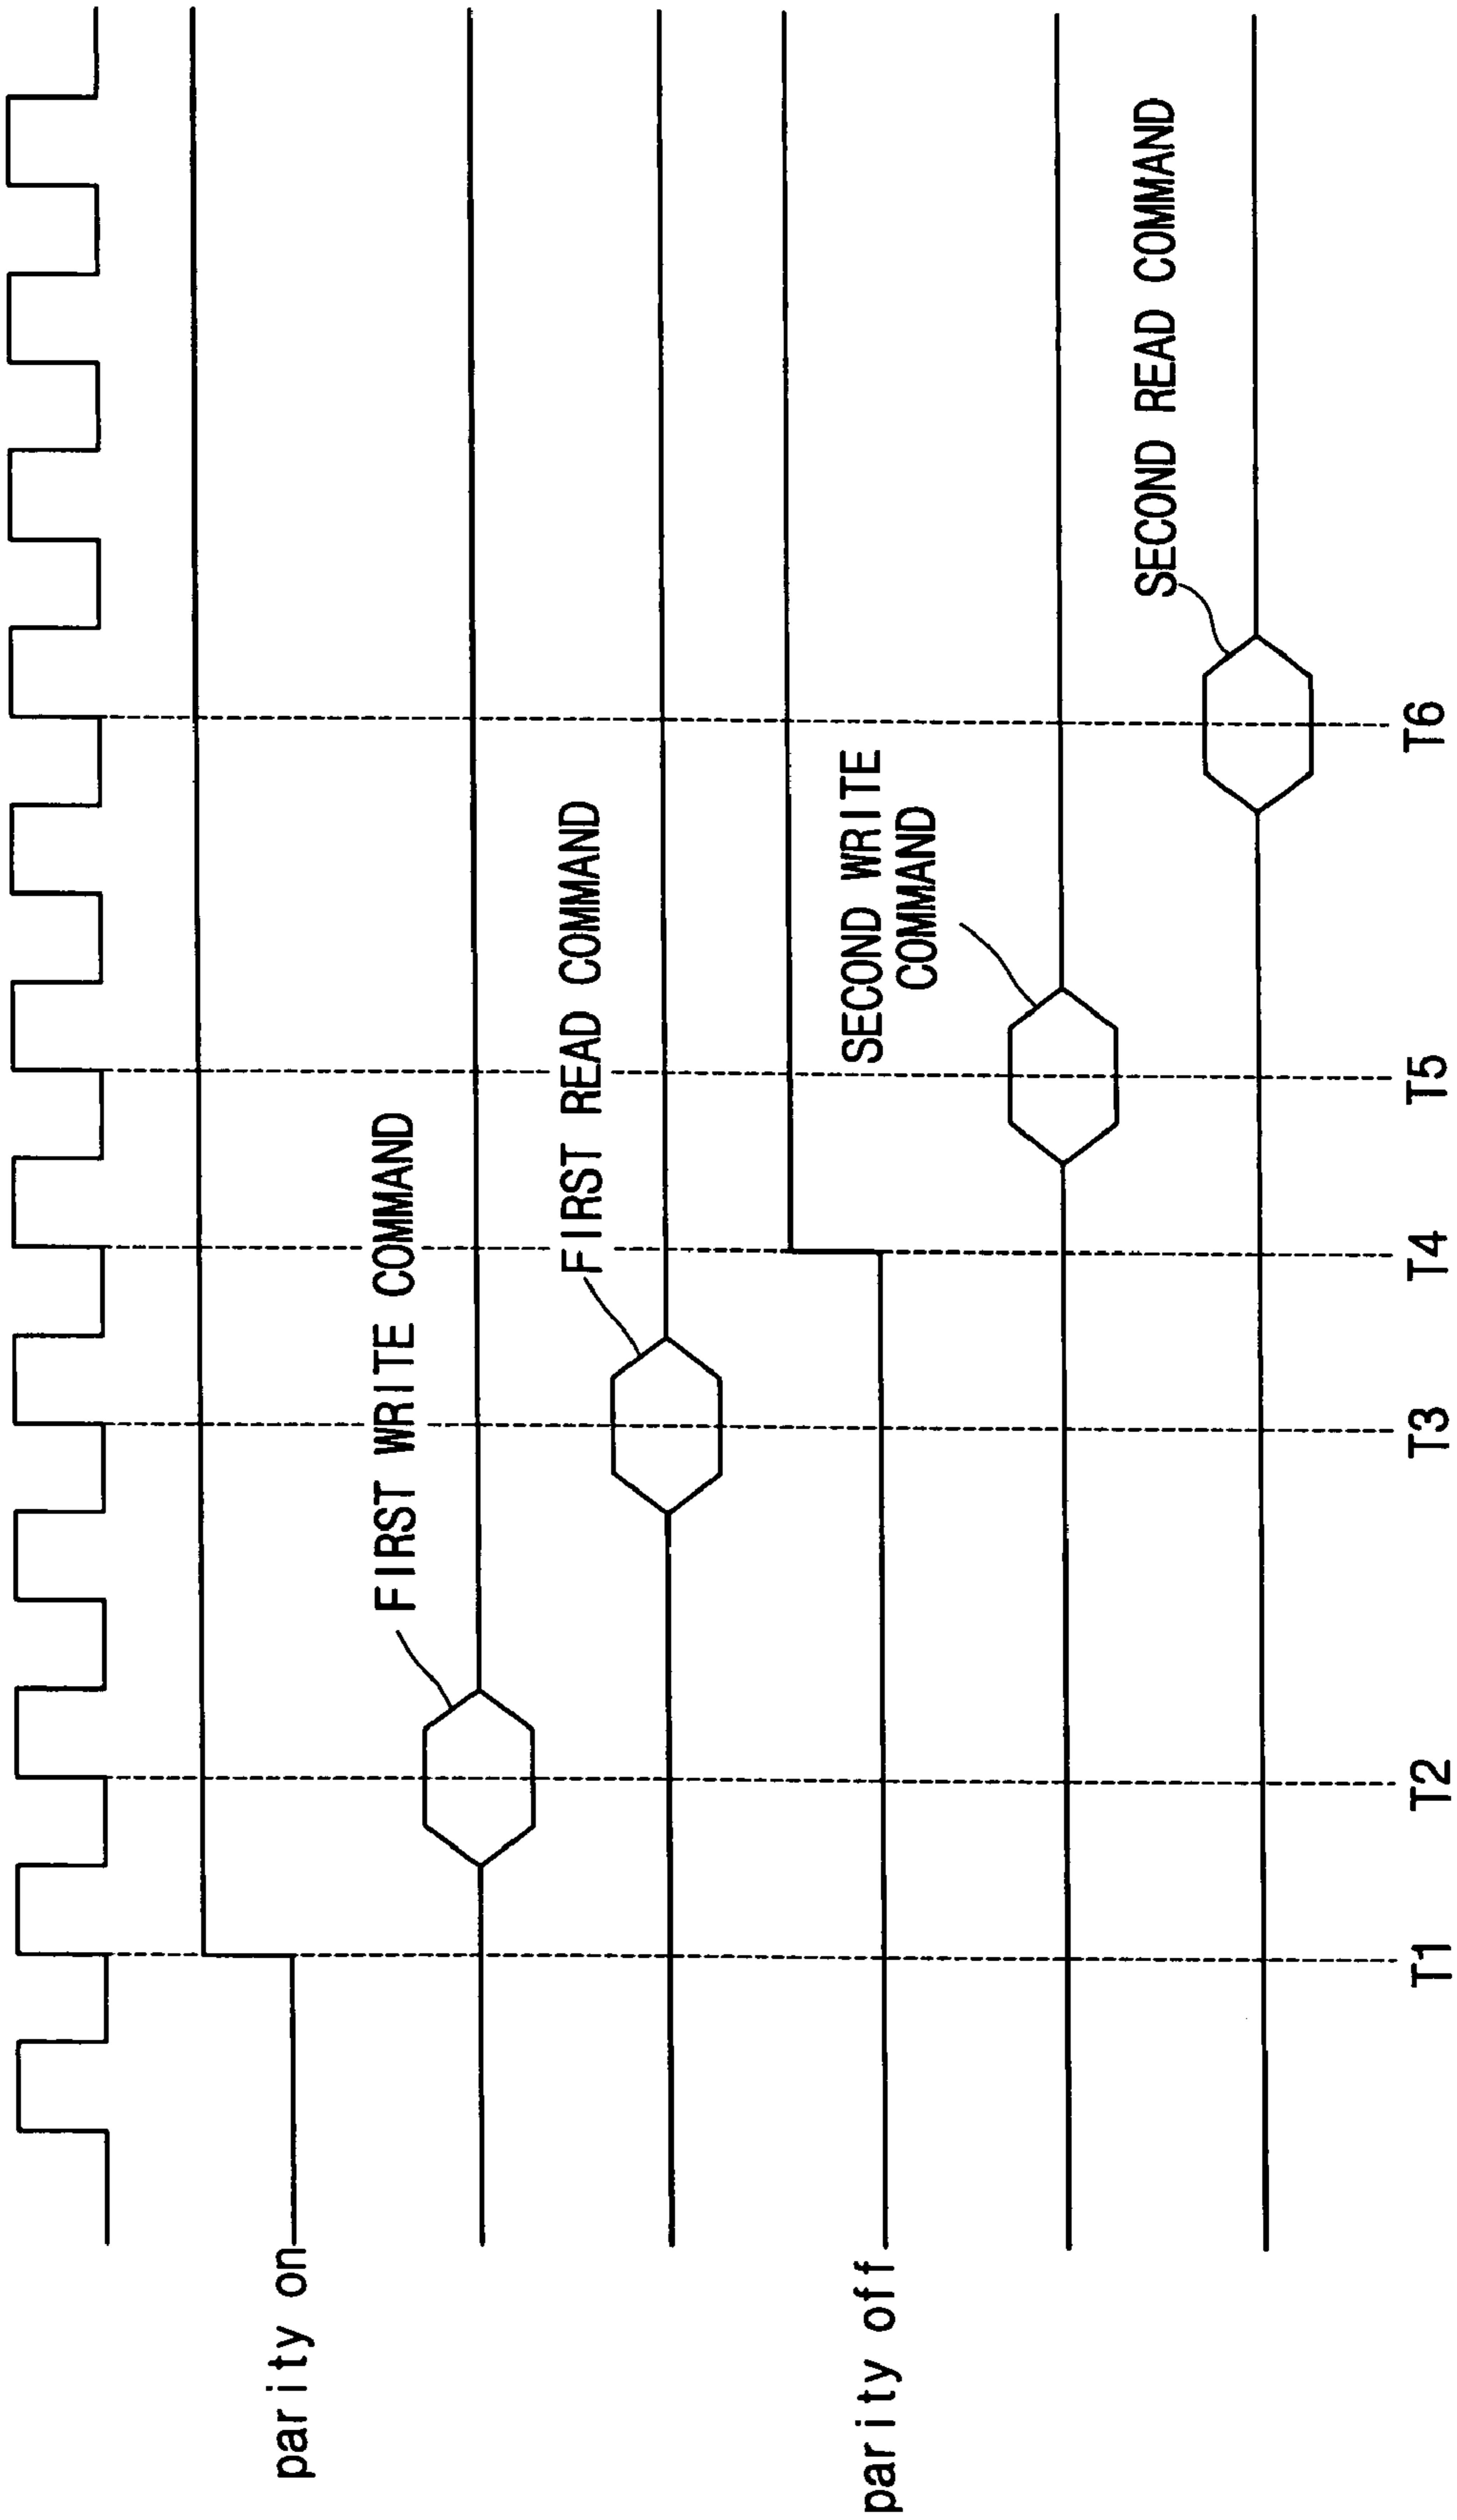 parity on
FIRST WRITE COMMAND
FIRST READ COMMAND
parity off
SECOND WRITE
COMMAND
SECOND READ COMMAND
T1
T2
T3
T4
T5
T6